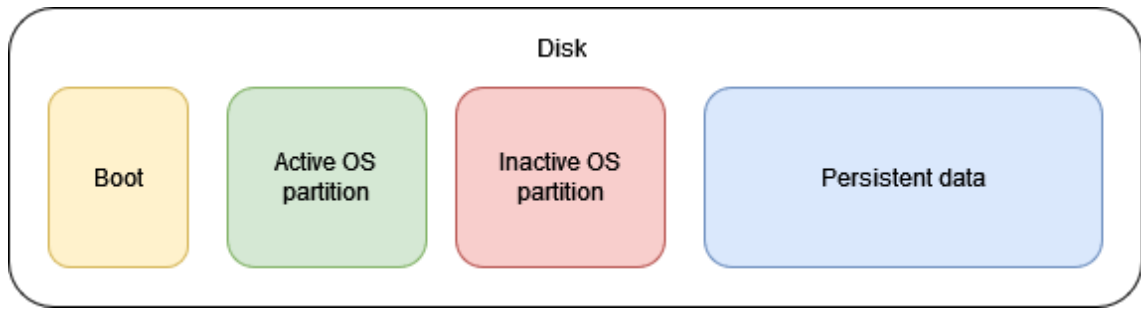 Disk
Boot
Active OS
partition
Inactive OS
partition
Persistent data